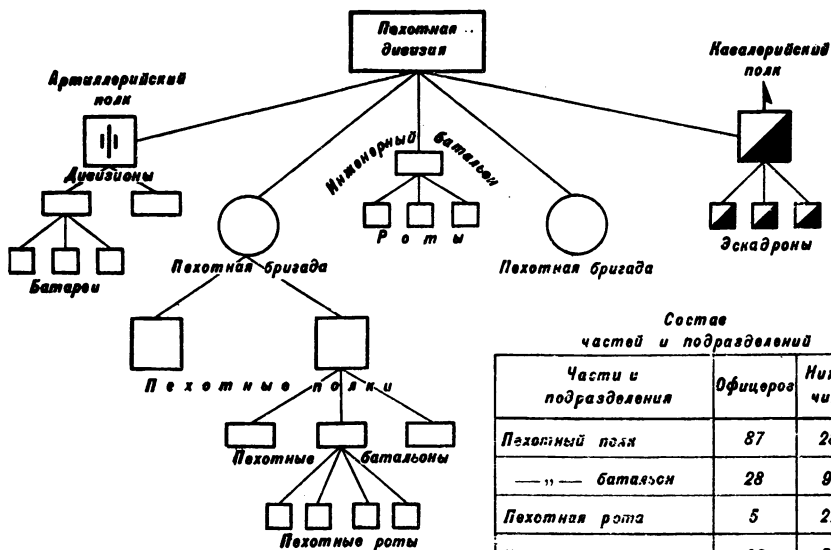 Пехотная
дивизия
Артиллерийский
полк
Кавалерийский
полк
Инженерный батальон
Дивизионы
Роты
Эскадроны
Батареи
Пехотная бригада
Пехотная бригада
Пехотные полки
Пехотные батальоны
Пехотные роты
Состав
частей и подразделений
Части и
подразделения
Офицеров
Пехотный полк 87
—„— батальон 28
Пехотная рота 5